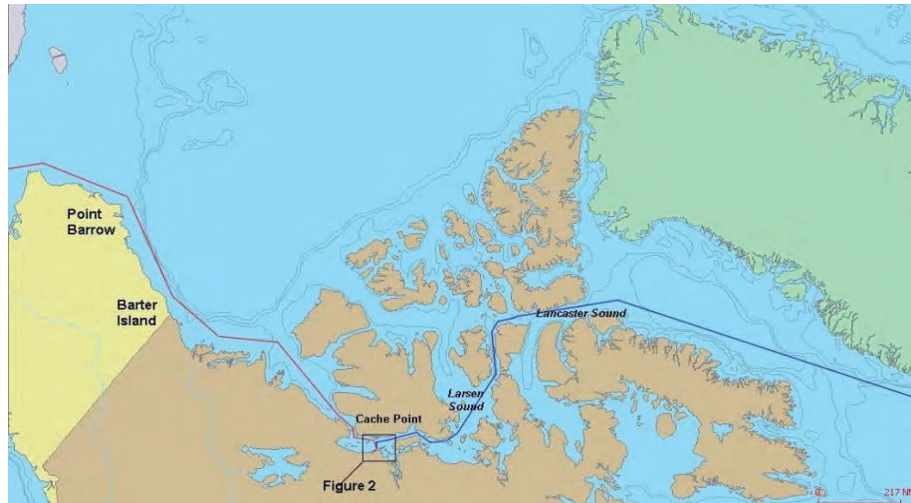 Point
Barrow
Barter
Island
Lancaster Sound
Larsen
Sound
Cache Point
Figure 2
217 NM